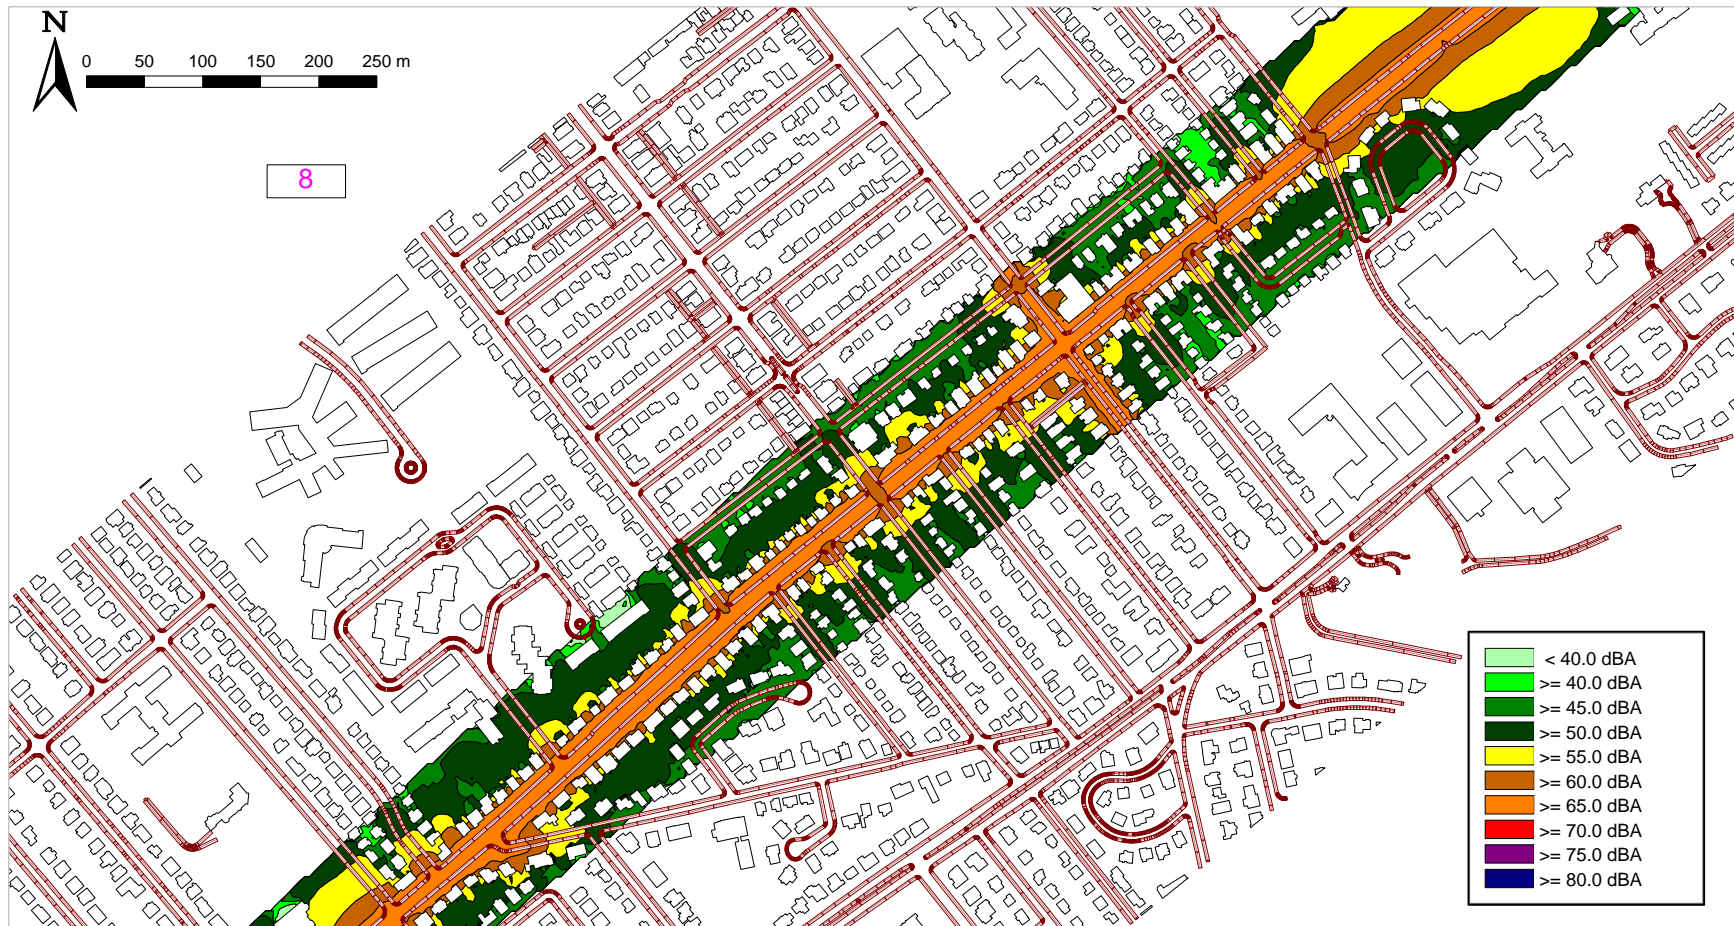 N
0 50 100 150 200 250 m
8
< 40.0 dBA
>= 40.0 dBA
>= 45.0 dBA
>= 50.0 dBA
>= 55.0 dBA
>= 60.0 dBA
>= 65.0 dBA
>= 70.0 dBA
>= 75.0 dBA
>= 80.0 dBA